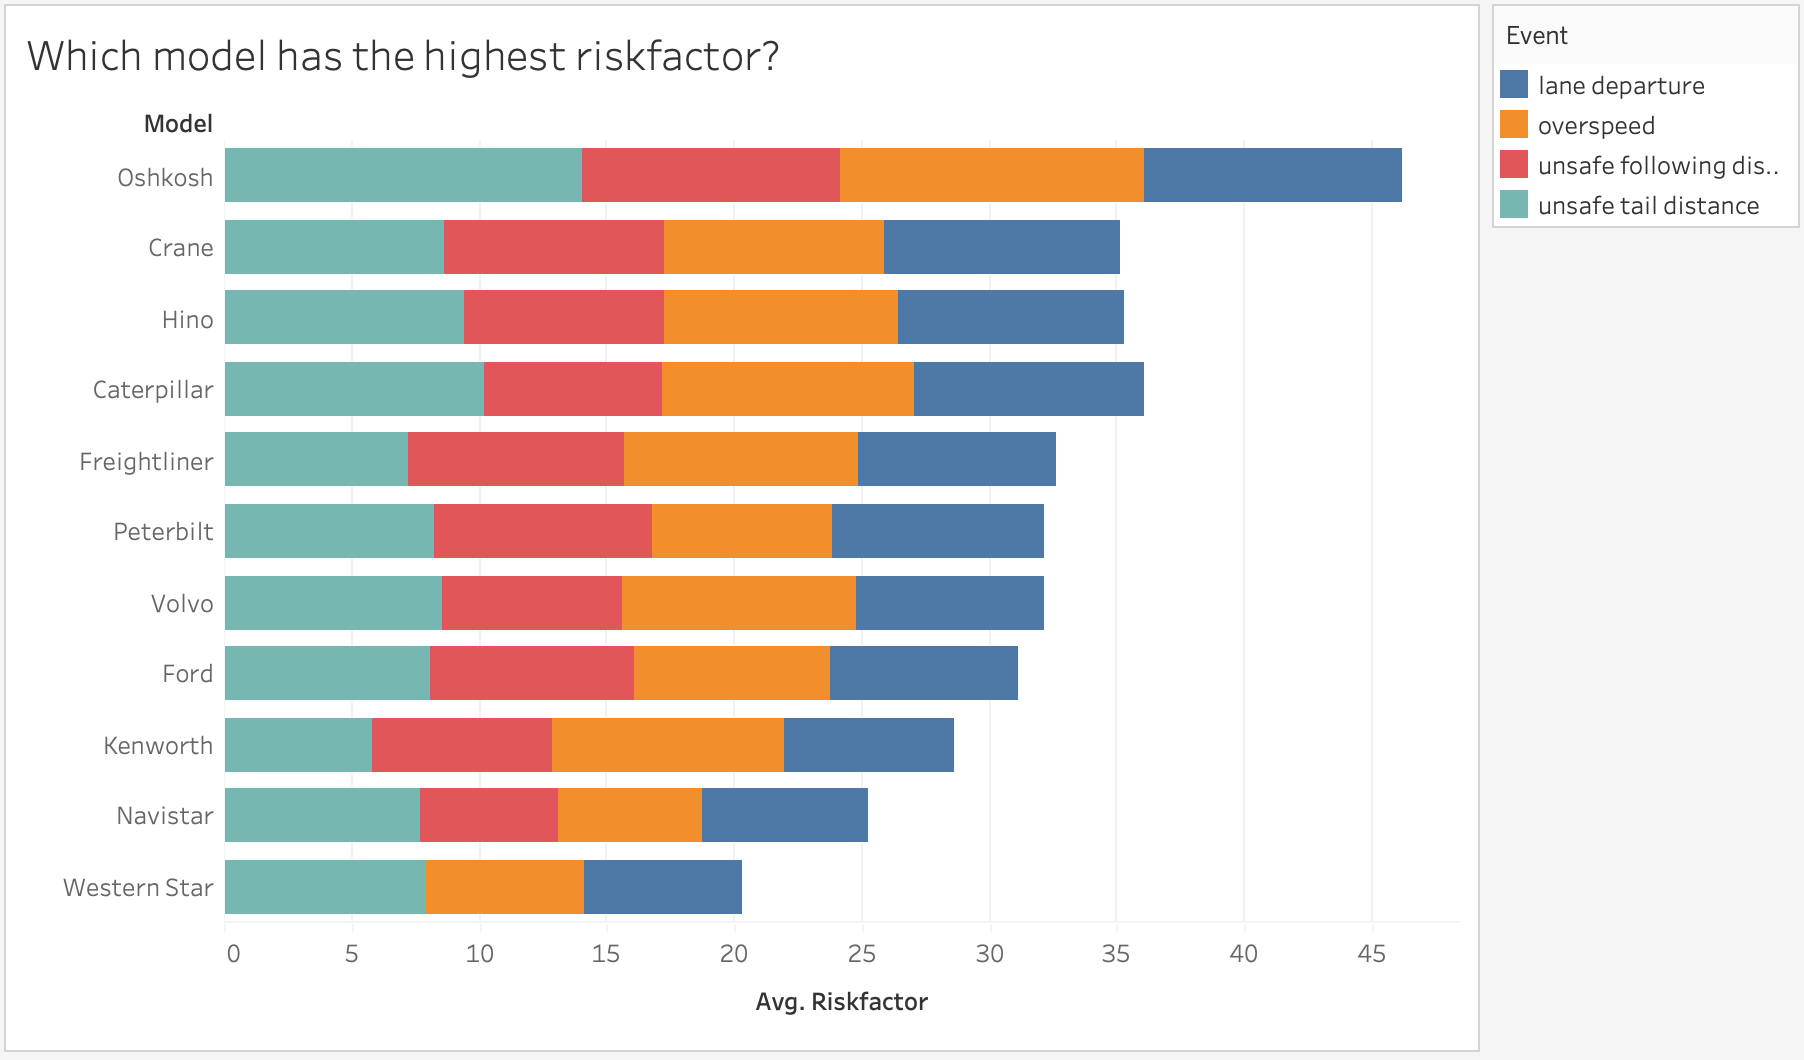 Which model has the highest riskfactor?
Model
Oshkosh
Crane
Hino
Caterpillar
Freightliner
Peterbilt
Volvo
Ford
Kenworth
Navistar
Western Star
0 5 10 15 20 25 30 35 40 45
Avg. Riskfactor
Event
lane departure
overspeed
unsafe following dis..
unsafe tail distance